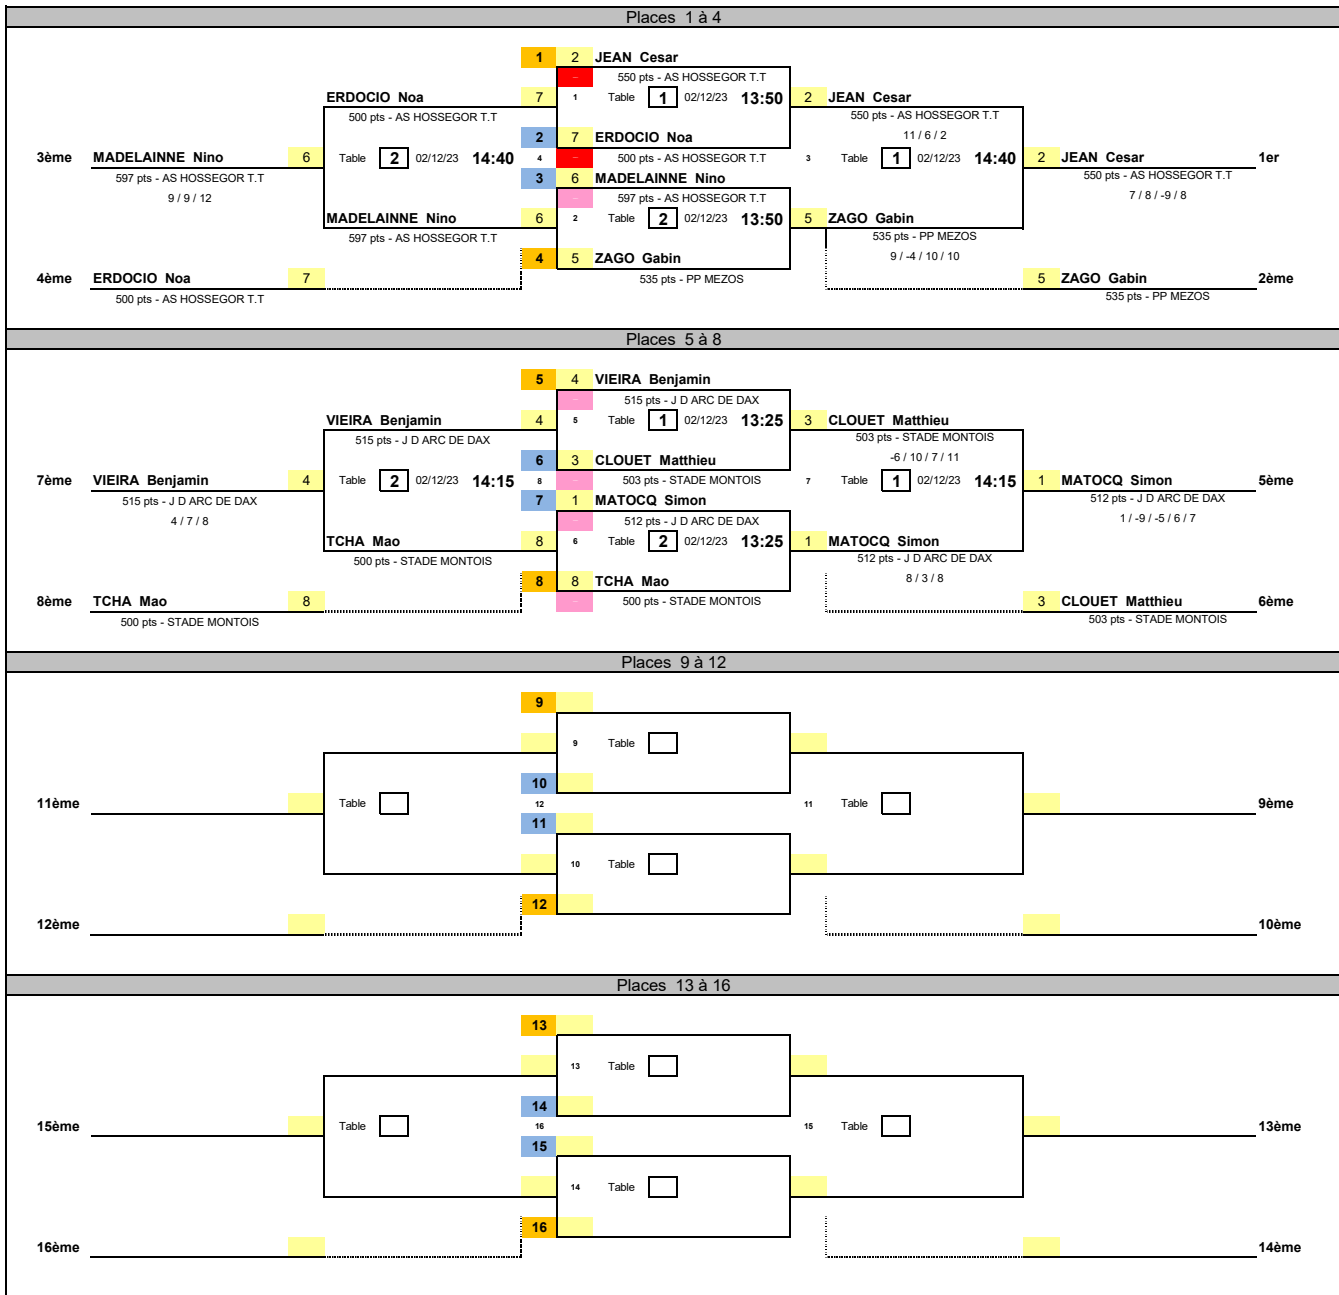 Places 1 à 4
1 2 JEAN Cesar
550 pts - AS HOSSEGOR T.T
ERDOCIO Noa 7 1 Table 1 02/12/23 13:50 2 JEAN Cesar
500 pts - AS HOSSEGOR T.T 550 pts - AS HOSSEGOR T.T
2 7 ERDOCIO Noa 11 / 6 / 2
3ème MADELAINNE Nino 6 Table 2 02/12/23 14:40 4 500 pts - AS HOSSEGOR T.T 3 Table 1 02/12/23 14:40 2 JEAN Cesar 1er
597 pts - AS HOSSEGOR T.T 3 6 MADELAINNE Nino 550 pts - AS HOSSEGOR T.T
9 / 9 / 12 597 pts - AS HOSSEGOR T.T 7 / 8 / -9 / 8
MADELAINNE Nino 6 2 Table 2 02/12/23 13:50 5 ZAGO Gabin
597 pts - AS HOSSEGOR T.T 535 pts - PP MEZOS
4 5 ZAGO Gabin 9 / -4 / 10 / 10
4ème ERDOCIO Noa 7 535 pts - PP MEZOS 5 ZAGO Gabin 2ème
500 pts - AS HOSSEGOR T.T 535 pts - PP MEZOS
Places 5 à 8
5 4 VIEIRA Benjamin
515 pts - J D ARC DE DAX
VIEIRA Benjamin 4 5 Table 1 02/12/23 13:25 3 CLOUET Matthieu
515 pts - J D ARC DE DAX 503 pts - STADE MONTOIS
6 3 CLOUET Matthieu -6 / 10 / 7 / 11
7ème VIEIRA Benjamin 4 Table 2 02/12/23 14:15 8 503 pts - STADE MONTOIS 7 Table 1 02/12/23 14:15 1 MATOCQ Simon 5ème
515 pts - J D ARC DE DAX 7 1 MATOCQ Simon 512 pts - J D ARC DE DAX
4 / 7 / 8 512 pts - J D ARC DE DAX 1 / -9 / -5 / 6 / 7
TCHA Mao 8 6 Table 2 02/12/23 13:25 1 MATOCQ Simon
500 pts - STADE MONTOIS 512 pts - J D ARC DE DAX
8 8 TCHA Mao 8 / 3 / 8
8ème TCHA Mao 8 500 pts - STADE MONTOIS 3 CLOUET Matthieu 6ème
500 pts - STADE MONTOIS 503 pts - STADE MONTOIS
Places 9 à 12
9
9 Table
10
11ème Table 12 11 Table 9ème
11
10 Table
12
12ème 10ème
Places 13 à 16
13
13 Table
14
15ème Table 16 15 Table 13ème
15
14 Table
16
16ème 14ème